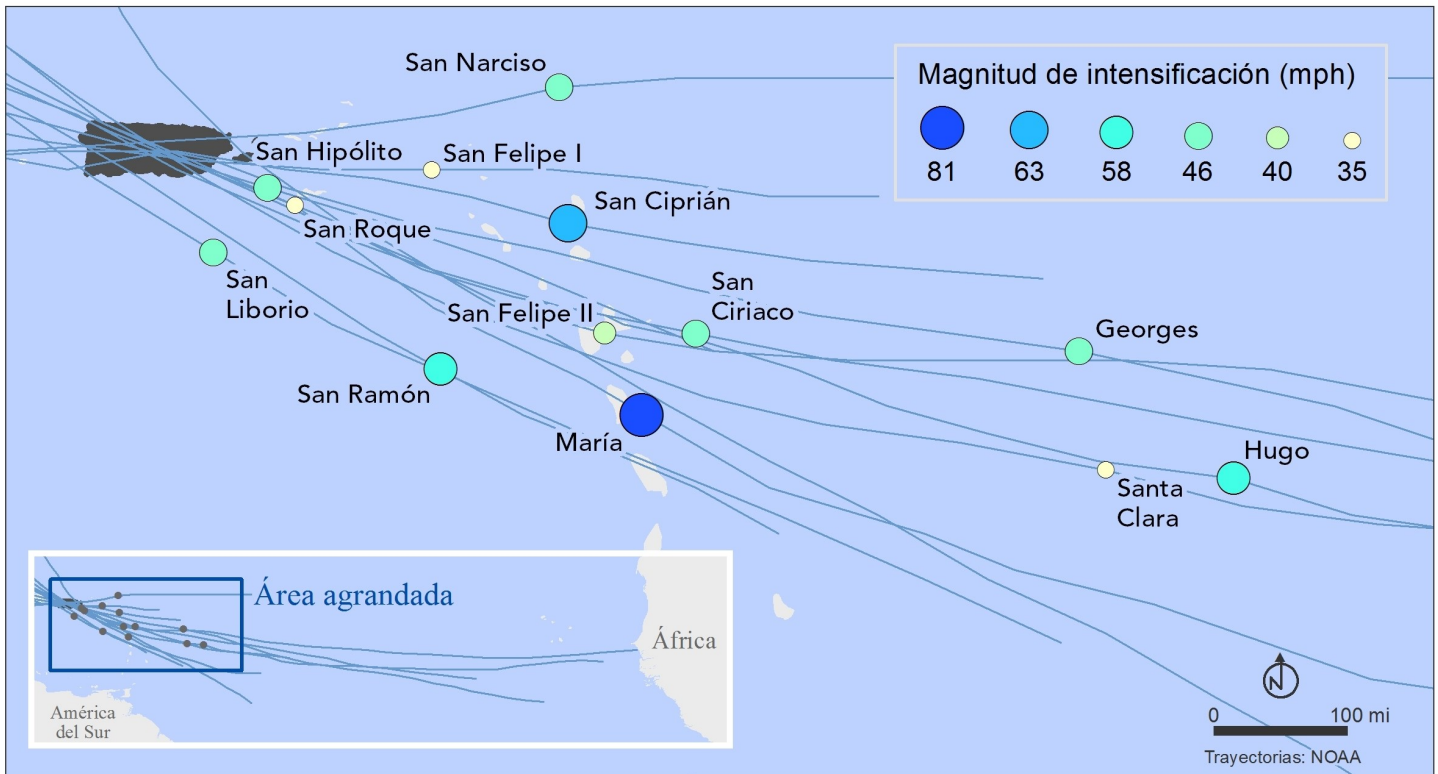 San Narciso
Magnitud de intensificación (mph)
81 63 58 46 40 35
San Hipólito
San Felipe I
San Ciprián
San Roque
San
Liborio
San Felipe II
San
Ciriaco
Georges
San Ramón
María
Hugo
Santa
Clara
Área agrandada
África
América
del Sur
N
0 100 mi
Trayectorias: NOAA